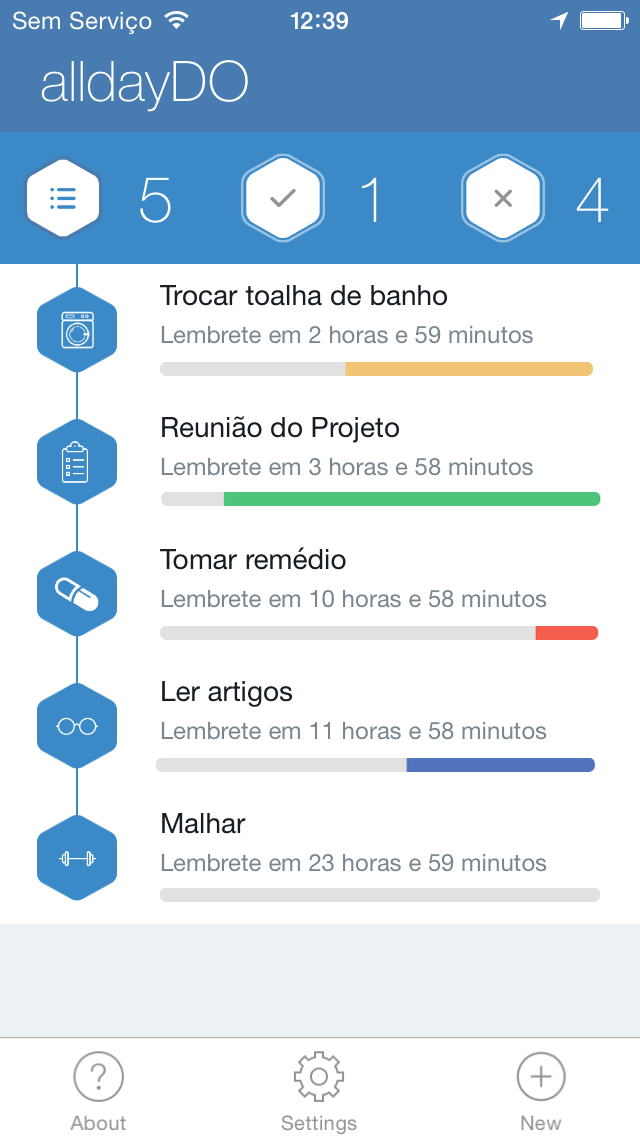 Sem Serviço 12:39
alldayDO
5 1 4
Trocar toalha de banho
Lembrete em 2 horas e 59 minutos
Reunião do Projeto
Lembrete em 3 horas e 58 minutos
Tomar remédio
Lembrete em 10 horas e 58 minutos
Ler artigos
Lembrete em 11 horas e 58 minutos
Malhar
Lembrete em 23 horas e 59 minutos
About Settings New